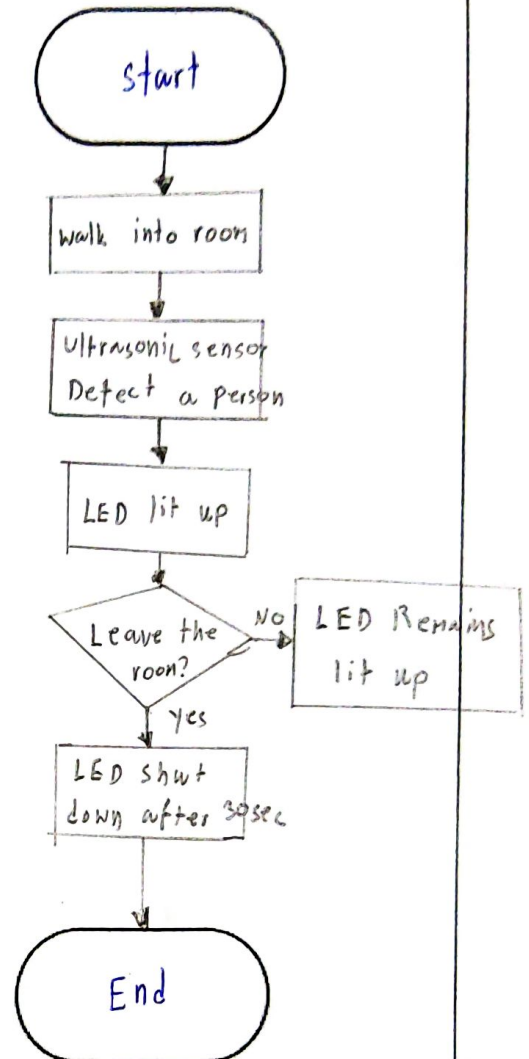 start
walk into room
Ultrasonic sensor
Detect a person
LED lit up
Leave the
room?
NO
LED Remains
lit up
yes
LED shut
down after 30sec
End